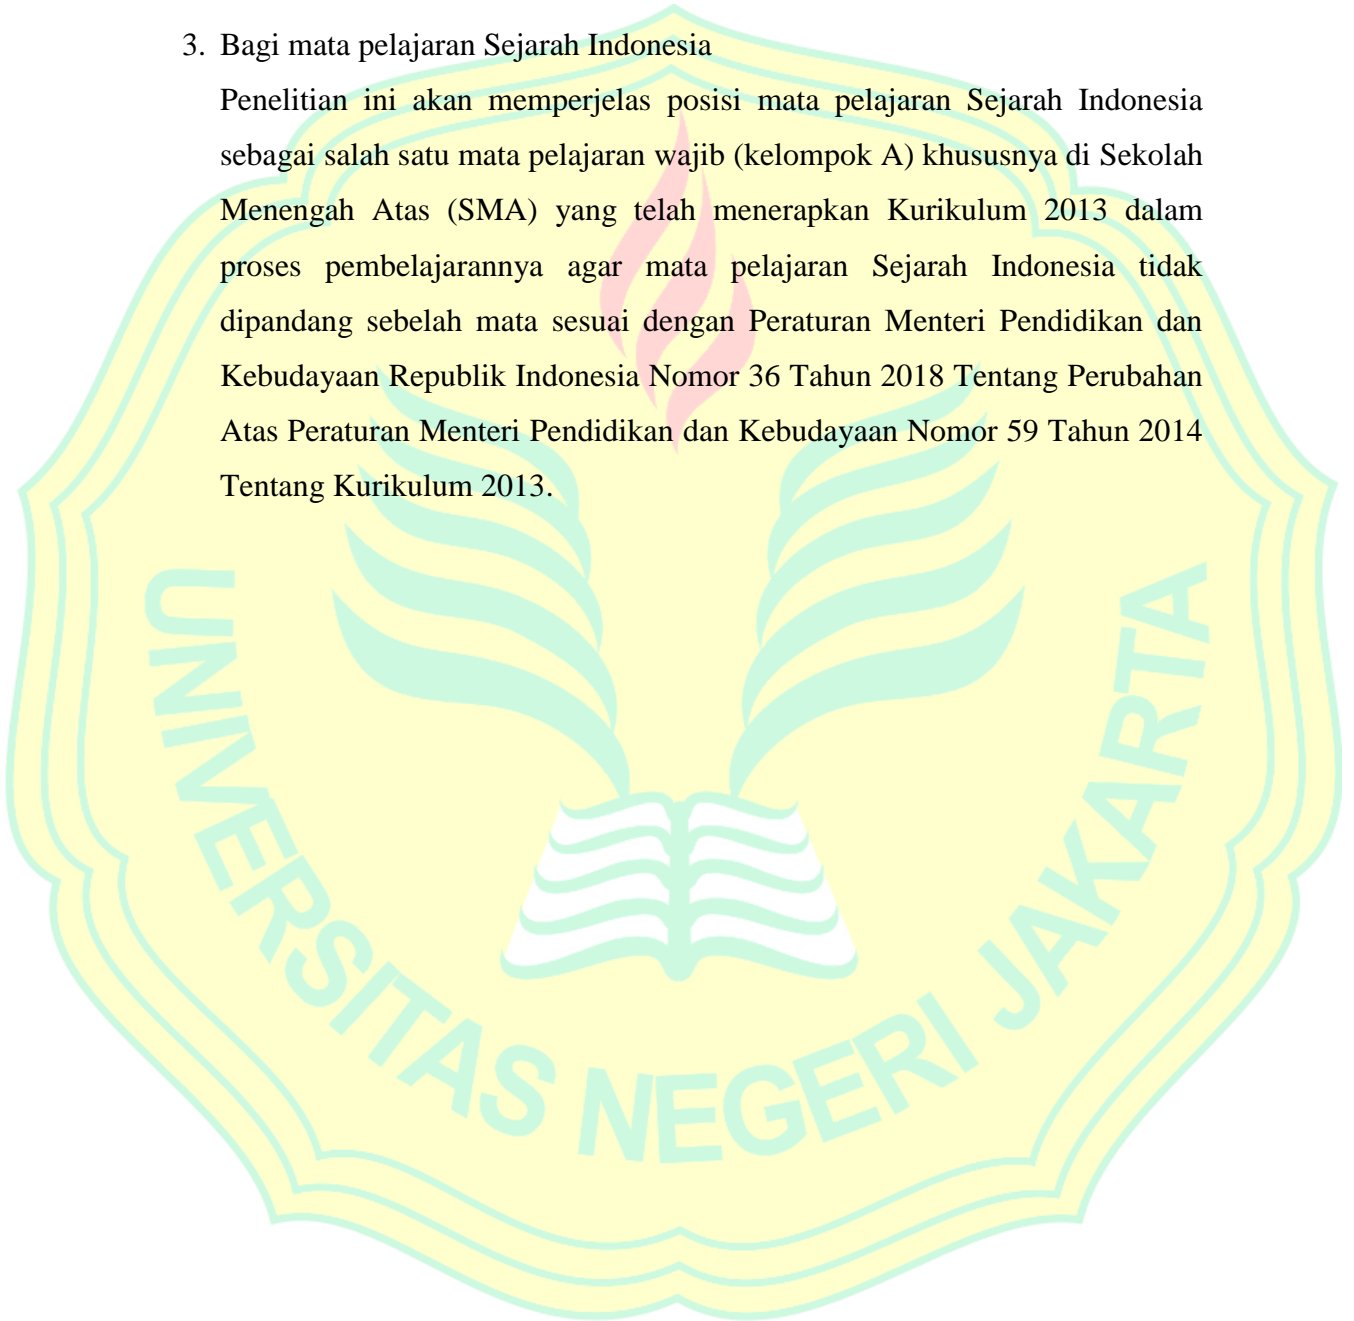 3. Bagi mata pelajaran Sejarah Indonesia
Penelitian ini akan memperjelas posisi mata pelajaran Sejarah Indonesia
sebagai salah satu mata pelajaran wajib (kelompok A) khususnya di Sekolah
Menengah Atas (SMA) yang telah menerapkan Kurikulum 2013 dalam
proses pembelajarannya agar mata pelajaran Sejarah Indonesia tidak
dipandang sebelah mata sesuai dengan Peraturan Menteri Pendidikan dan
Kebudayaan Republik Indonesia Nomor 36 Tahun 2018 Tentang Perubahan
Atas Peraturan Menteri Pendidikan dan Kebudayaan Nomor 59 Tahun 2014
Tentang Kurikulum 2013.
UNIVERSITAS NEGERI JAKARTA